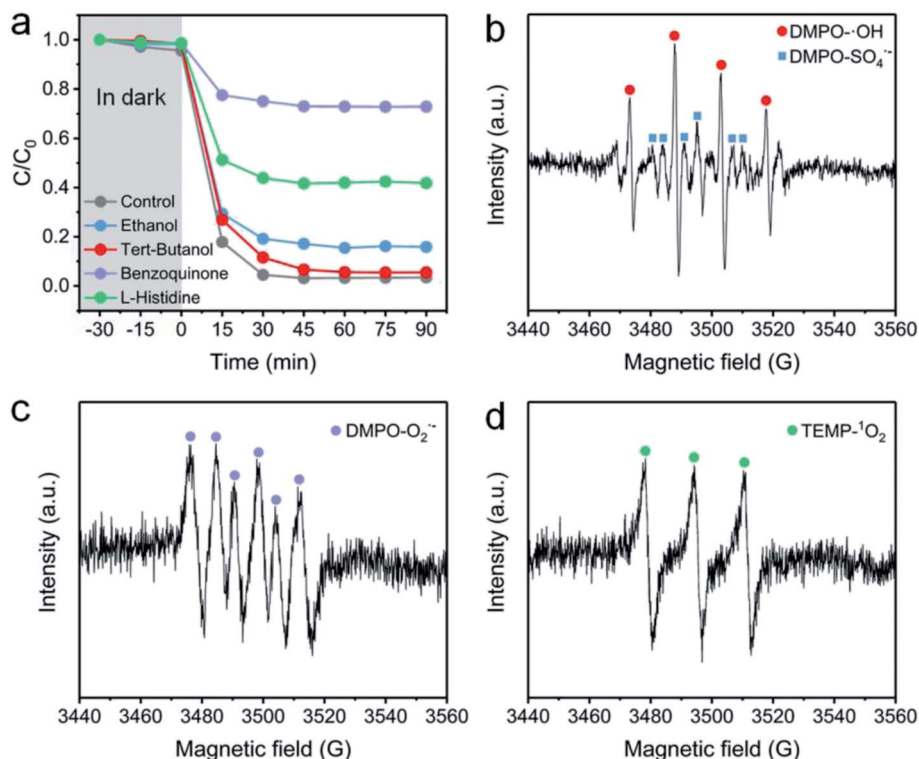 a
C/C₀
1.0
0.8
0.6
0.4
0.2
0.0
In dark
Control
Ethanol
Tert-Butanol
Benzoquinone
L-Histidine
-30 -15 0 15 30 45 60 75 90
Time (min)
b
Intensity (a.u.)
DMPO-·OH
DMPO-SO₄·⁻
3440 3460 3480 3500 3520 3540 3560
Magnetic field (G)
c
Intensity (a.u.)
DMPO-O₂·⁻
3440 3460 3480 3500 3520 3540 3560
Magnetic field (G)
d
Intensity (a.u.)
TEMP-¹O₂
3440 3460 3480 3500 3520 3540 3560
Magnetic field (G)